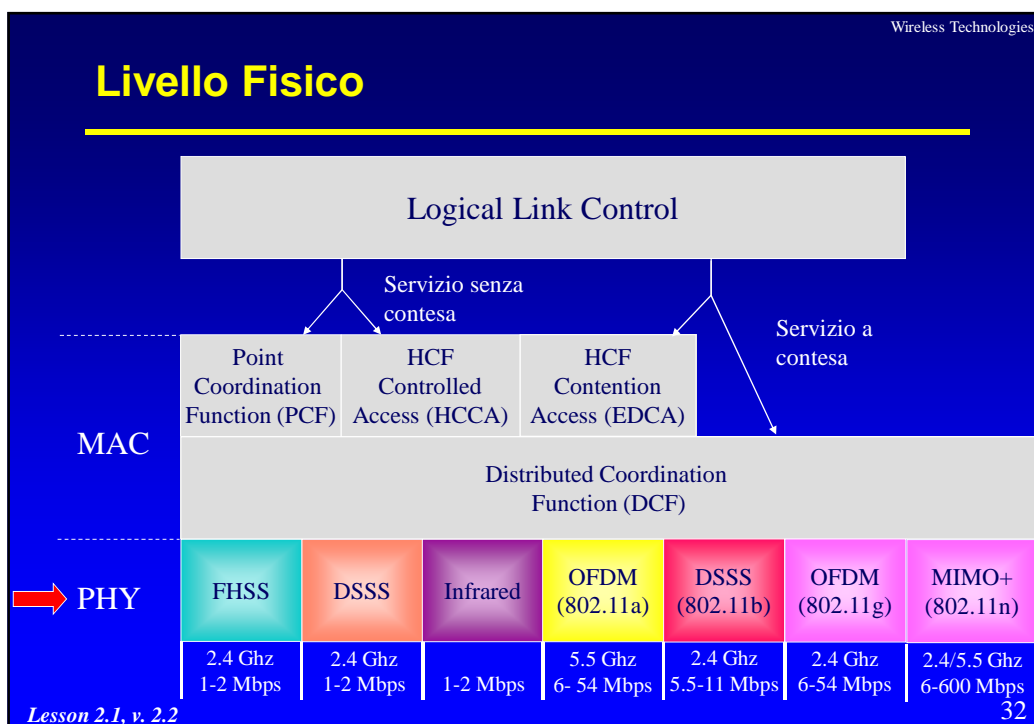 Wireless Technologies
Livello Fisico
Logical Link Control
Servizio senza
contesa
Servizio a
contesa
MAC
Point
Coordination
Function (PCF)
HCF
Controlled
Access (HCCA)
HCF
Contention
Access (EDCA)
Distributed Coordination
Function (DCF)
PHY
FHSS
DSSS
Infrared
OFDM
(802.11a)
DSSS
(802.11b)
OFDM
(802.11g)
MIMO+
(802.11n)
2.4 Ghz
1-2 Mbps
2.4 Ghz
1-2 Mbps
1-2 Mbps
5.5 Ghz
6- 54 Mbps
2.4 Ghz
5.5-11 Mbps
2.4 Ghz
6-54 Mbps
2.4/5.5 Ghz
6-600 Mbps
Lesson 2.1, v. 2.2
32